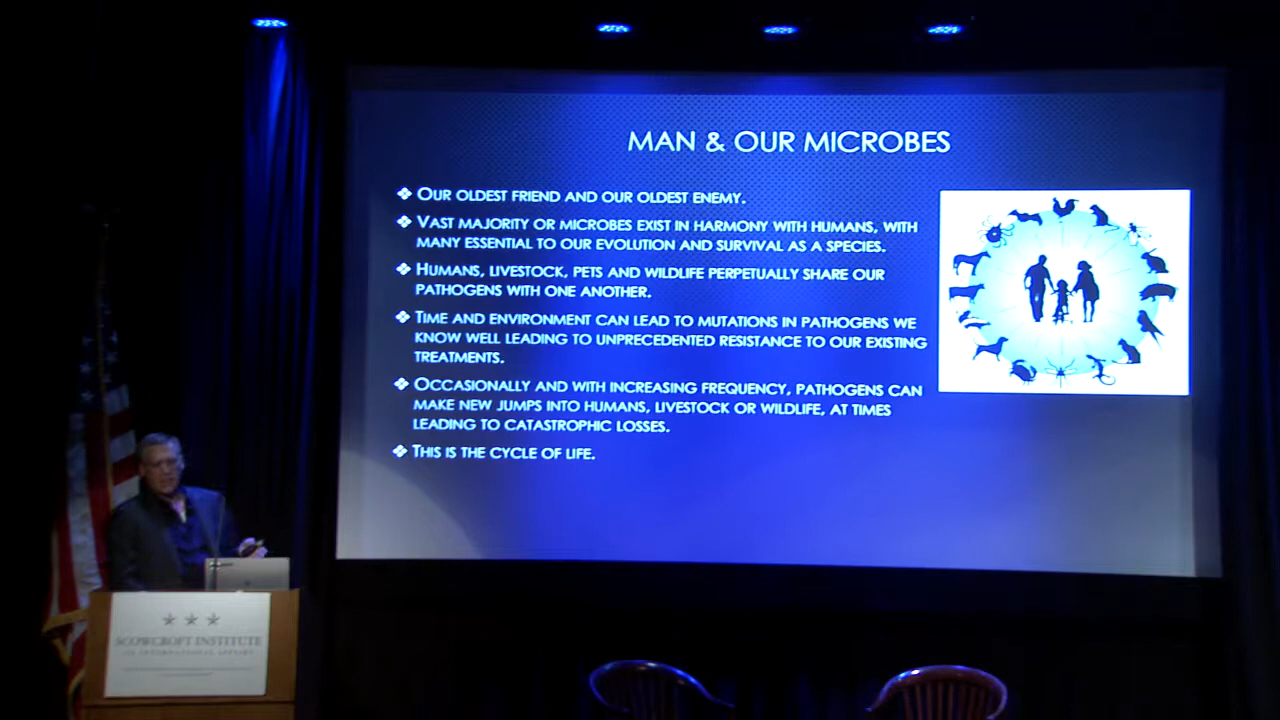 MAN & OUR MICROBES
❖ OUR OLDEST FRIEND AND OUR OLDEST ENEMY.
❖ VAST MAJORITY OR MICROBES EXIST IN HARMONY WITH HUMANS, WITH
MANY ESSENTIAL TO OUR EVOLUTION AND SURVIVAL AS A SPECIES.
❖ HUMANS, LIVESTOCK, PETS AND WILDLIFE PERPETUALLY SHARE OUR
PATHOGENS WITH ONE ANOTHER.
❖ TIME AND ENVIRONMENT CAN LEAD TO MUTATIONS IN PATHOGENS WE
KNOW WELL LEADING TO UNPRECEDENTED RESISTANCE TO OUR EXISTING
TREATMENTS.
❖ OCCASIONALLY AND WITH INCREASING FREQUENCY, PATHOGENS CAN
MAKE NEW JUMPS INTO HUMANS, LIVESTOCK OR WILDLIFE, AT TIMES
LEADING TO CATASTROPHIC LOSSES.
❖ THIS IS THE CYCLE OF LIFE.
SCOWCROFT INSTITUTE
OF INTERNATIONAL AFFAIRS